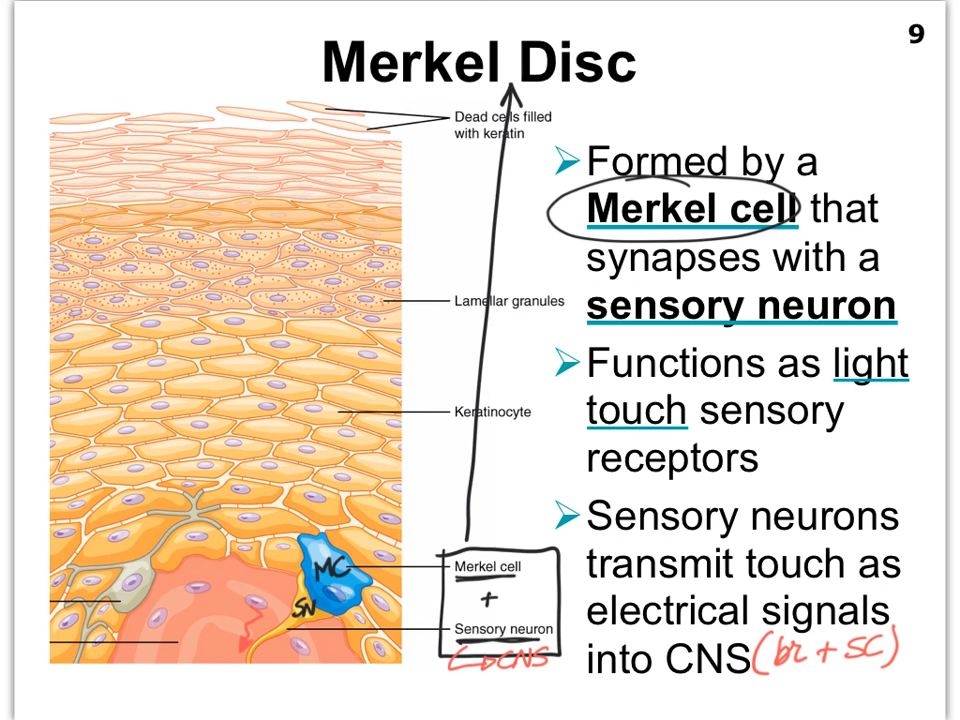 9
Merkel Disc
Dead cells filled
with keratin
➢ Formed by a
Merkel cell that
synapses with a
sensory neuron
Lamellar granules
➢ Functions as light
touch sensory
receptors
Keratinocyte
➢ Sensory neurons
transmit touch as
electrical signals
into CNS (br + SC)
MC
SN
Merkel cell
+
Sensory neuron
↳ CNS